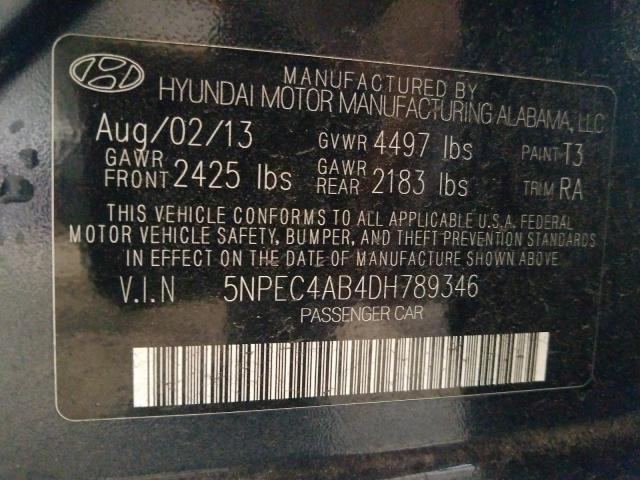 MANUFACTURED BY
HYUNDAI MOTOR MANUFACTURING ALABAMA, LLC
Aug/02/13 GVWR 4497 lbs PAINT T3
GAWR FRONT 2425 lbs GAWR REAR, 2183 lbs TRIM RA
THIS VEHICLE CONFORMS TO ALL APPLICABLE U.S.A. FEDERAL
MOTOR VEHICLE SAFETY, BUMPER, AND THEFT PREVENTION STANDARDS
IN EFFECT ON THE DATE OF MANUFACTURE SHOWN ABOVE
V.I.N 5NPEC4AB4DH789346
PASSENGER CAR